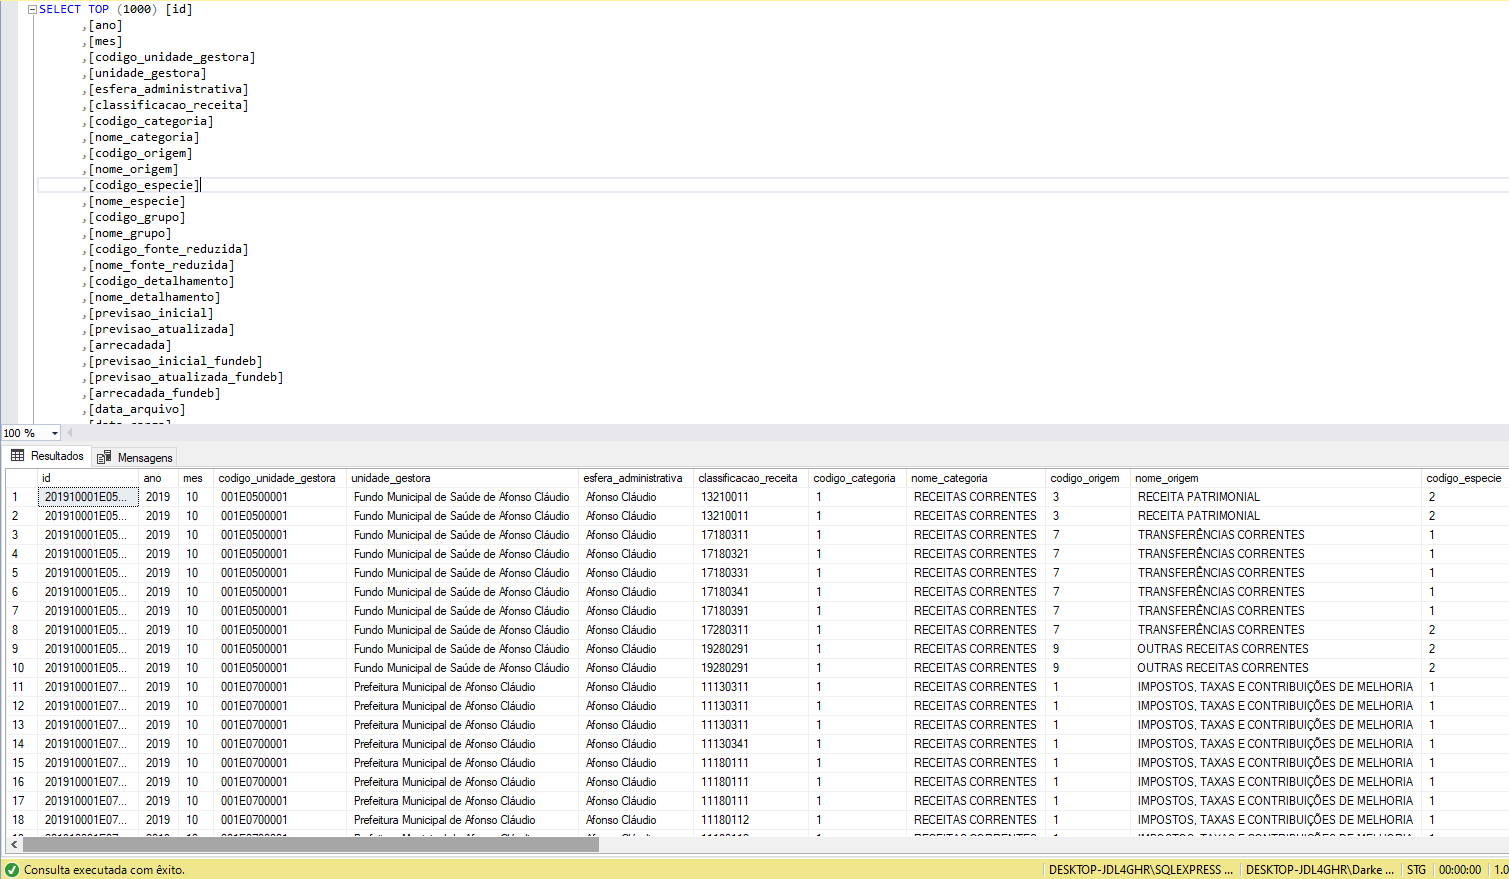 SELECT TOP (1000) [id]
,[ano]
,[mes]
,[codigo_unidade_gestora]
,[unidade_gestora]
,[esfera_administrativa]
,[classificacao_receita]
,[codigo_categoria]
,[nome_categoria]
,[codigo_origem]
,[nome_origem]
,[codigo_especie]
,[nome_especie]
,[codigo_grupo]
,[nome_grupo]
,[codigo_fonte_reduzida]
,[nome_fonte_reduzida]
,[codigo_detalhamento]
,[nome_detalhamento]
,[previsao_inicial]
,[previsao_atualizada]
,[arrecadada]
,[previsao_inicial_fundeb]
,[previsao_atualizada_fundeb]
,[arrecadada_fundeb]
,[data_arquivo]
100 %
Resultados Mensagens
id ano mes codigo_unidade_gestora unidade_gestora esfera_administrativa classificacao_receita codigo_categoria nome_categoria codigo_origem nome_origem codigo_especie
1 201910001E05... 2019 10 001E0500001 Fundo Municipal de Saúde de Afonso Cláudio Afonso Cláudio 13210011 1 RECEITAS CORRENTES 3 RECEITA PATRIMONIAL 2
2 201910001E05... 2019 10 001E0500001 Fundo Municipal de Saúde de Afonso Cláudio Afonso Cláudio 13210011 1 RECEITAS CORRENTES 3 RECEITA PATRIMONIAL 2
3 201910001E05... 2019 10 001E0500001 Fundo Municipal de Saúde de Afonso Cláudio Afonso Cláudio 17180311 1 RECEITAS CORRENTES 7 TRANSFERÊNCIAS CORRENTES 1
4 201910001E05... 2019 10 001E0500001 Fundo Municipal de Saúde de Afonso Cláudio Afonso Cláudio 17180321 1 RECEITAS CORRENTES 7 TRANSFERÊNCIAS CORRENTES 1
5 201910001E05... 2019 10 001E0500001 Fundo Municipal de Saúde de Afonso Cláudio Afonso Cláudio 17180331 1 RECEITAS CORRENTES 7 TRANSFERÊNCIAS CORRENTES 1
6 201910001E05... 2019 10 001E0500001 Fundo Municipal de Saúde de Afonso Cláudio Afonso Cláudio 17180341 1 RECEITAS CORRENTES 7 TRANSFERÊNCIAS CORRENTES 1
7 201910001E05... 2019 10 001E0500001 Fundo Municipal de Saúde de Afonso Cláudio Afonso Cláudio 17180391 1 RECEITAS CORRENTES 7 TRANSFERÊNCIAS CORRENTES 1
8 201910001E05... 2019 10 001E0500001 Fundo Municipal de Saúde de Afonso Cláudio Afonso Cláudio 17280311 1 RECEITAS CORRENTES 7 TRANSFERÊNCIAS CORRENTES 2
9 201910001E05... 2019 10 001E0500001 Fundo Municipal de Saúde de Afonso Cláudio Afonso Cláudio 19280291 1 RECEITAS CORRENTES 9 OUTRAS RECEITAS CORRENTES 2
10 201910001E05... 2019 10 001E0500001 Fundo Municipal de Saúde de Afonso Cláudio Afonso Cláudio 19280291 1 RECEITAS CORRENTES 9 OUTRAS RECEITAS CORRENTES 2
11 201910001E07... 2019 10 001E0700001 Prefeitura Municipal de Afonso Cláudio Afonso Cláudio 11130311 1 RECEITAS CORRENTES 1 IMPOSTOS, TAXAS E CONTRIBUIÇÕES DE MELHORIA 1
12 201910001E07... 2019 10 001E0700001 Prefeitura Municipal de Afonso Cláudio Afonso Cláudio 11130311 1 RECEITAS CORRENTES 1 IMPOSTOS, TAXAS E CONTRIBUIÇÕES DE MELHORIA 1
13 201910001E07... 2019 10 001E0700001 Prefeitura Municipal de Afonso Cláudio Afonso Cláudio 11130311 1 RECEITAS CORRENTES 1 IMPOSTOS, TAXAS E CONTRIBUIÇÕES DE MELHORIA 1
14 201910001E07... 2019 10 001E0700001 Prefeitura Municipal de Afonso Cláudio Afonso Cláudio 11130341 1 RECEITAS CORRENTES 1 IMPOSTOS, TAXAS E CONTRIBUIÇÕES DE MELHORIA 1
15 201910001E07... 2019 10 001E0700001 Prefeitura Municipal de Afonso Cláudio Afonso Cláudio 11180111 1 RECEITAS CORRENTES 1 IMPOSTOS, TAXAS E CONTRIBUIÇÕES DE MELHORIA 1
16 201910001E07... 2019 10 001E0700001 Prefeitura Municipal de Afonso Cláudio Afonso Cláudio 11180111 1 RECEITAS CORRENTES 1 IMPOSTOS, TAXAS E CONTRIBUIÇÕES DE MELHORIA 1
17 201910001E07... 2019 10 001E0700001 Prefeitura Municipal de Afonso Cláudio Afonso Cláudio 11180111 1 RECEITAS CORRENTES 1 IMPOSTOS, TAXAS E CONTRIBUIÇÕES DE MELHORIA 1
18 201910001E07... 2019 10 001E0700001 Prefeitura Municipal de Afonso Cláudio Afonso Cláudio 11180112 1 RECEITAS CORRENTES 1 IMPOSTOS, TAXAS E CONTRIBUIÇÕES DE MELHORIA 1
Consulta executada com êxito. DESKTOP-JDL4GHR\SQLEXPRESS ... DESKTOP-JDL4GHR\Darke ... STG 00:00:00 1.0